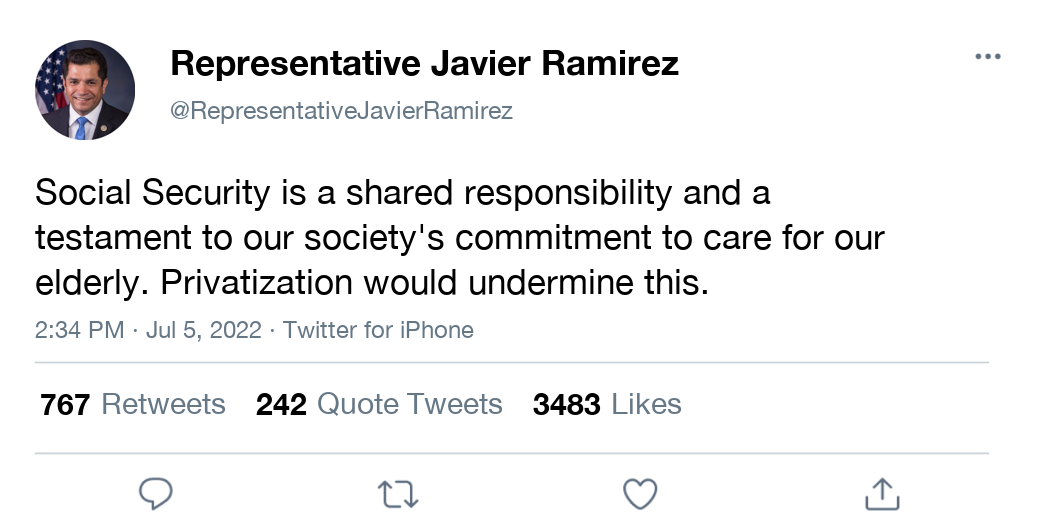 Representative Javier Ramirez
@RepresentativeJavierRamirez
Social Security is a shared responsibility and a
testament to our society's commitment to care for our
elderly. Privatization would undermine this.
2:34 PM · Jul 5, 2022 · Twitter for iPhone
767 Retweets 242 Quote Tweets 3483 Likes